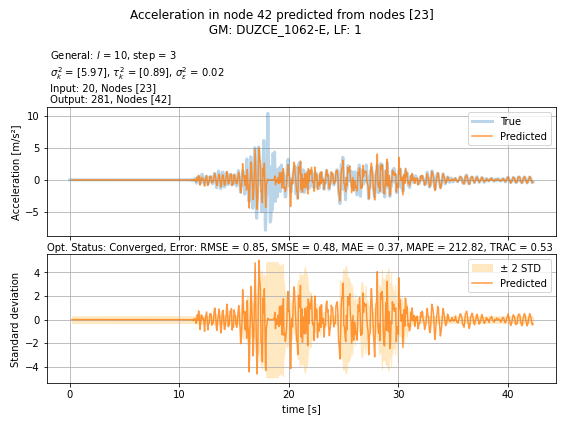 Acceleration in node 42 predicted from nodes [23]
GM: DUZCE_1062-E, LF: 1
General: l = 10, step = 3
σ²ₖ = [5.97], τ²ₖ = [0.89], σ²ε = 0.02
Input: 20, Nodes [23]
Output: 281, Nodes [42]
Acceleration [m/s²]
10
5
0
−5
True
Predicted
Opt. Status: Converged, Error: RMSE = 0.85, SMSE = 0.48, MAE = 0.37, MAPE = 212.82, TRAC = 0.53
Standard deviation
4
2
0
−2
−4
± 2 STD
Predicted
0 10 20 30 40
time [s]